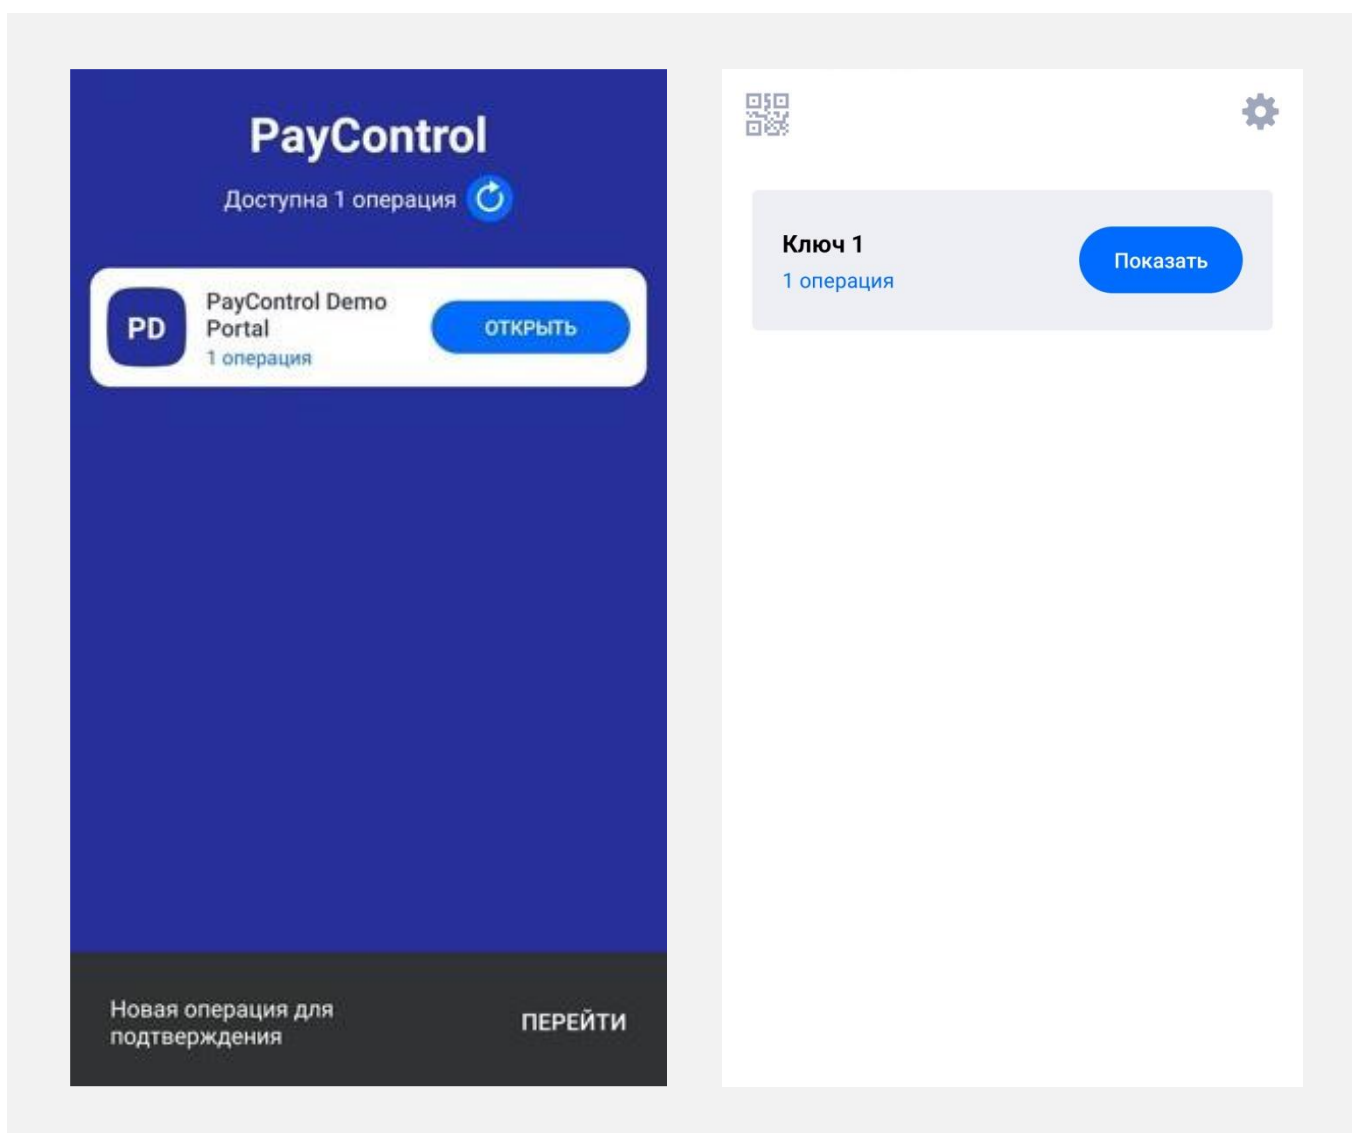 PayControl
Доступна 1 операция
PD
PayControl Demo
Portal
1 операция
ОТКРЫТЬ
Новая операция для
подтверждения
ПЕРЕЙТИ
Ключ 1
1 операция
Показать